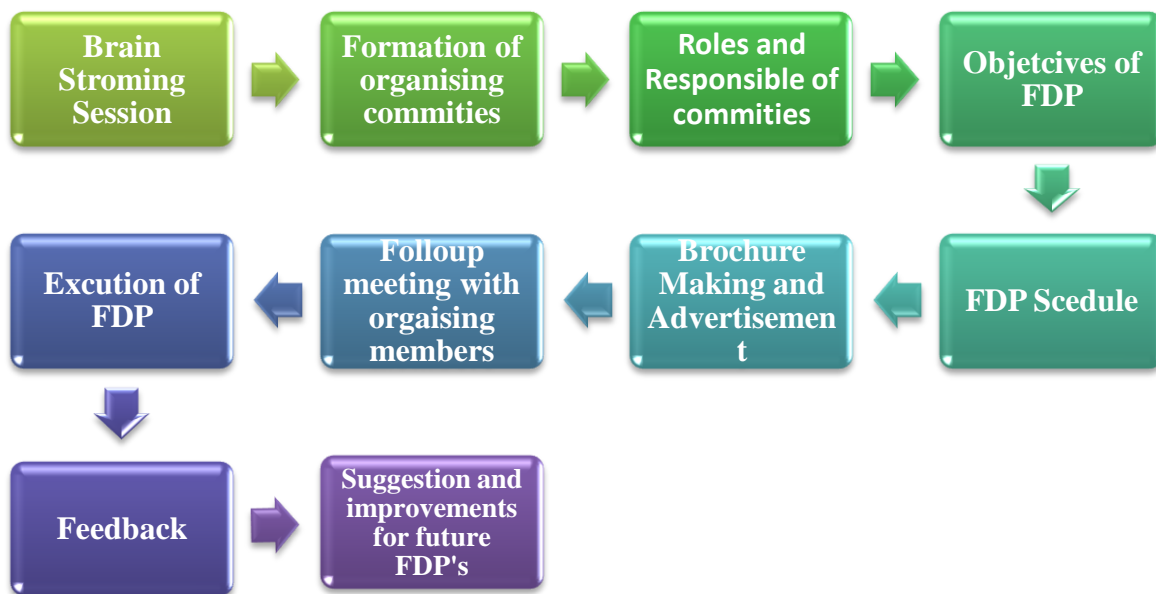 Brain
Stroming
Session
Formation of
organising
commities
Roles and
Responsible of
commities
Objetcives of
FDP
FDP Scedule
Brochure
Making and
Advertisemen
t
Folloup
meeting with
orgaising
members
Excution of
FDP
Feedback
Suggestion and
improvements
for future
FDP's